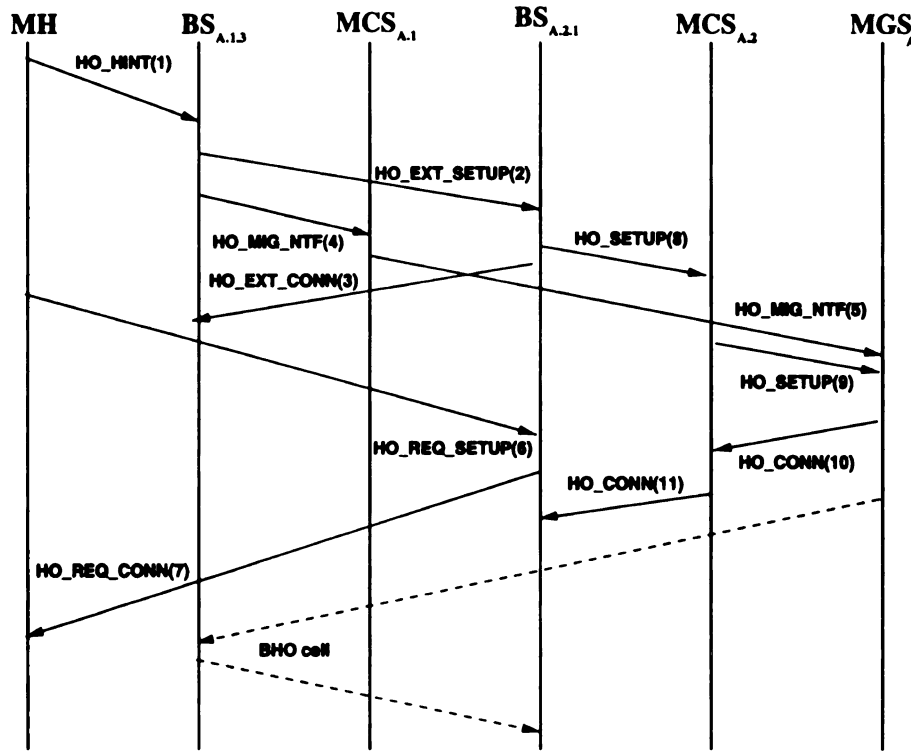 MH BS A.1.3 MCS A.1 BS A.2.1 MCS A.2 MGS A
HO_HINT(1)
HO_EXT_SETUP(2)
HO_MIG_NTF(4)
HO_SETUP(8)
HO_EXT_CONN(3)
HO_MIG_NTF(5)
HO_SETUP(9)
HO_REQ_SETUP(6)
HO_CONN(10)
HO_CONN(11)
HO_REQ_CONN(7)
BHO cell